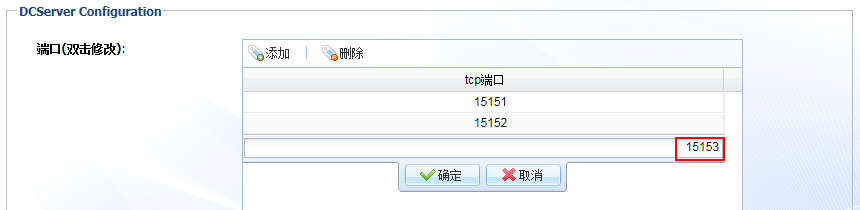 DCServer Configuration
端口(双击修改):
添加 删除
tcp端口
15151
15152
15153
确定 取消